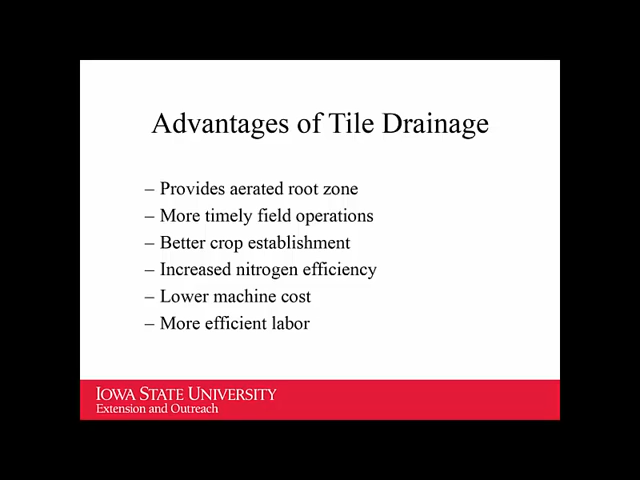 Advantages of Tile Drainage
– Provides aerated root zone
– More timely field operations
– Better crop establishment
– Increased nitrogen efficiency
– Lower machine cost
– More efficient labor
IOWA STATE UNIVERSITY
Extension and Outreach